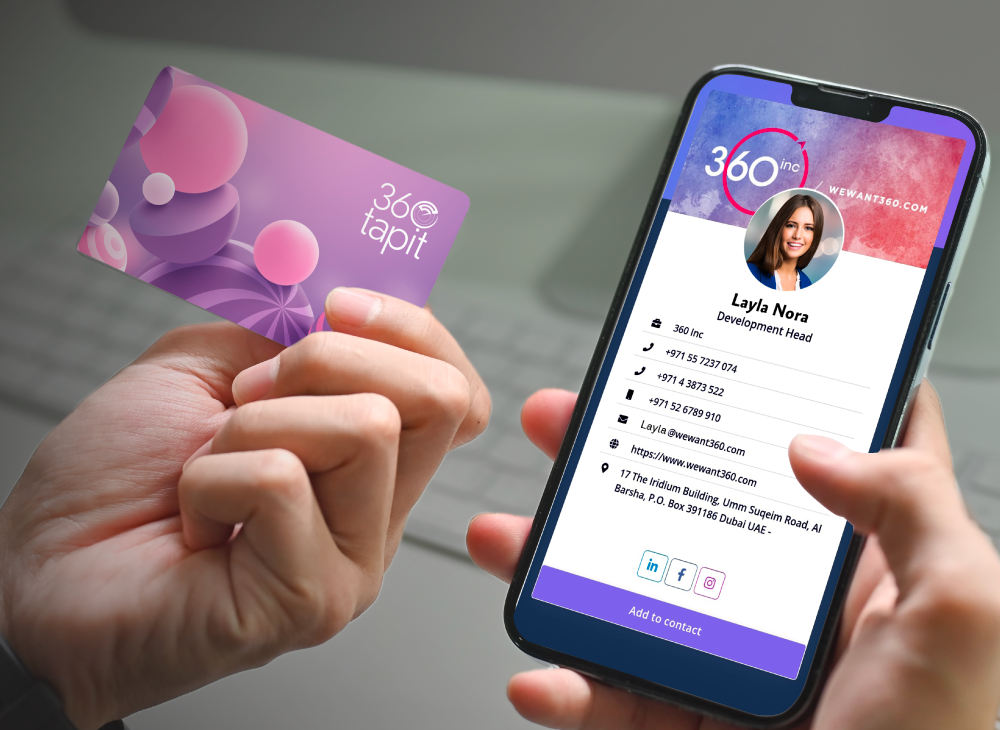 360
tapit
360 inc
/ WEWANT360.COM
Layla Nora
Development Head
360 Inc
+971 55 7237 074
+971 4 3873 522
+971 52 6789 910
Layla @wewant360.com
https://www.wewant360.com
17 The Iridium Building, Umm Suqeim Road, Al
Barsha, P.O. Box 391186 Dubai UAE -
in f
Add to contact